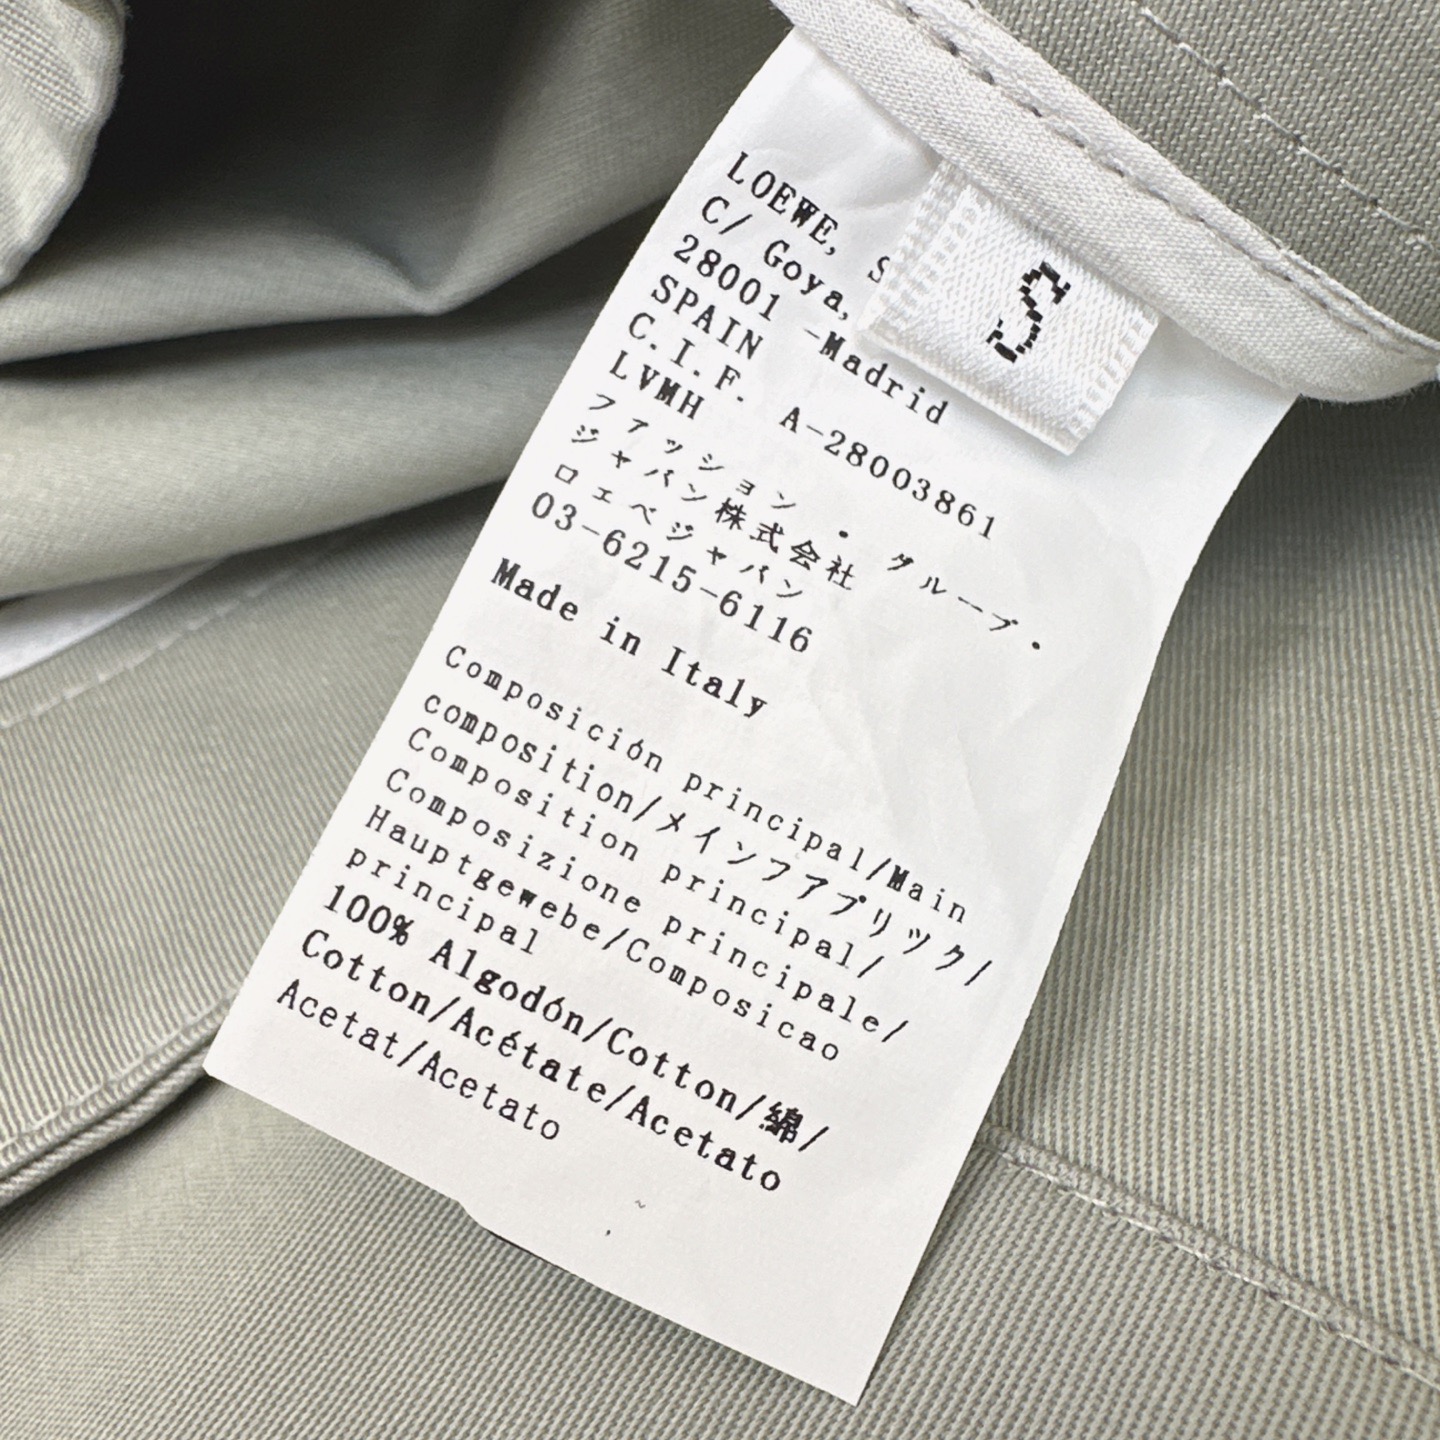 LOEWE, S
C/ Goya,
28001 -Madrid
SPAIN
C.I.F. A-28003861
LVMH
ファッション・グループ・
ジャパン株式会社
ロエベジャパン
03-6215-6116
Made in Italy
Composición principal/Main
composition/メインフアブリック/
Composition principal/
Composizione principale/
Hauptgewebe/Composicao
principal
100% Algodón/Cotton/綿/
Cotton/Acétate/Acetato
Acetat/Acetato
S